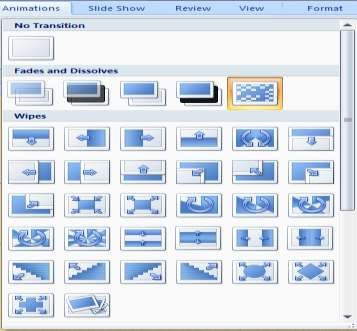 Animations Slide Show Review View Format
No Transition
Fades and Dissolves
Wipes